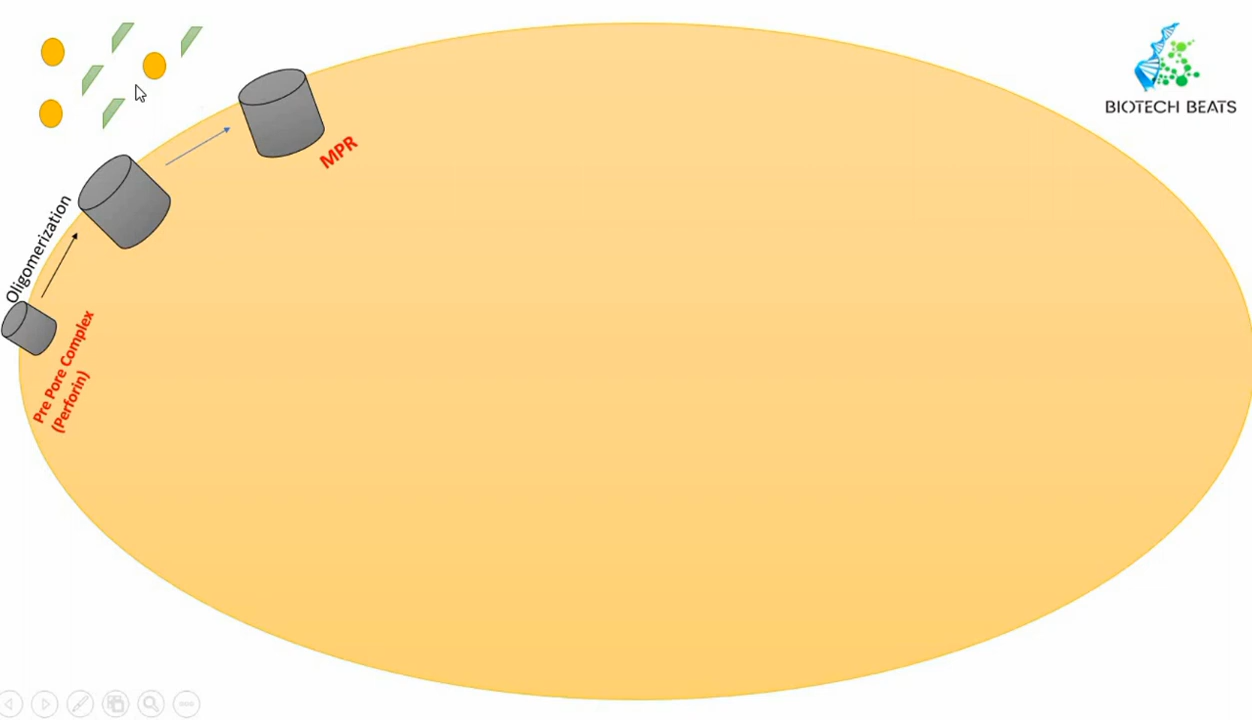 BIOTECH BEATS
MPR
Oligomerization
Pre Pore Complex
(Perforin)